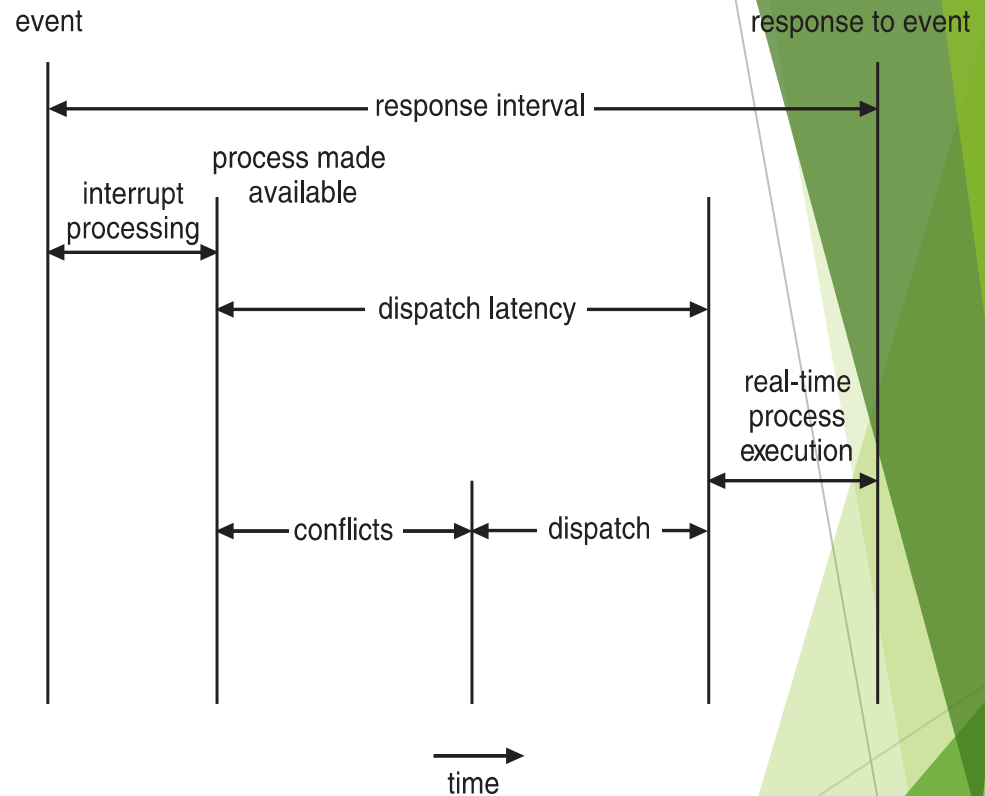 event
response to event
response interval
process made
available
interrupt
processing
dispatch latency
real-time
process
execution
conflicts
dispatch
time